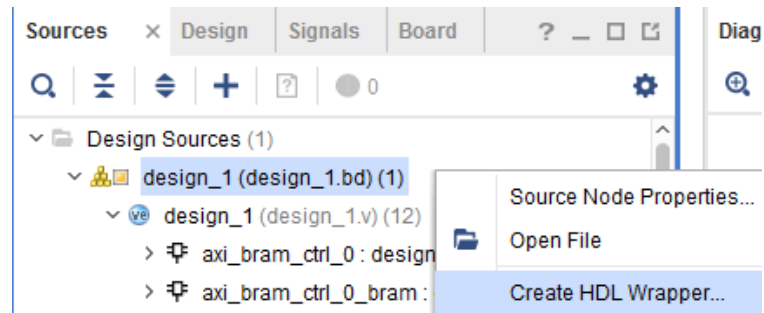 Sources × Design Signals Board ? Diag
0
Design Sources (1)
design_1 (design_1.bd) (1)
Source Node Properties...
ve design_1 (design_1.v) (12)
Open File
axi_bram_ctrl_0 : design
axi_bram_ctrl_0_bram :
Create HDL Wrapper...